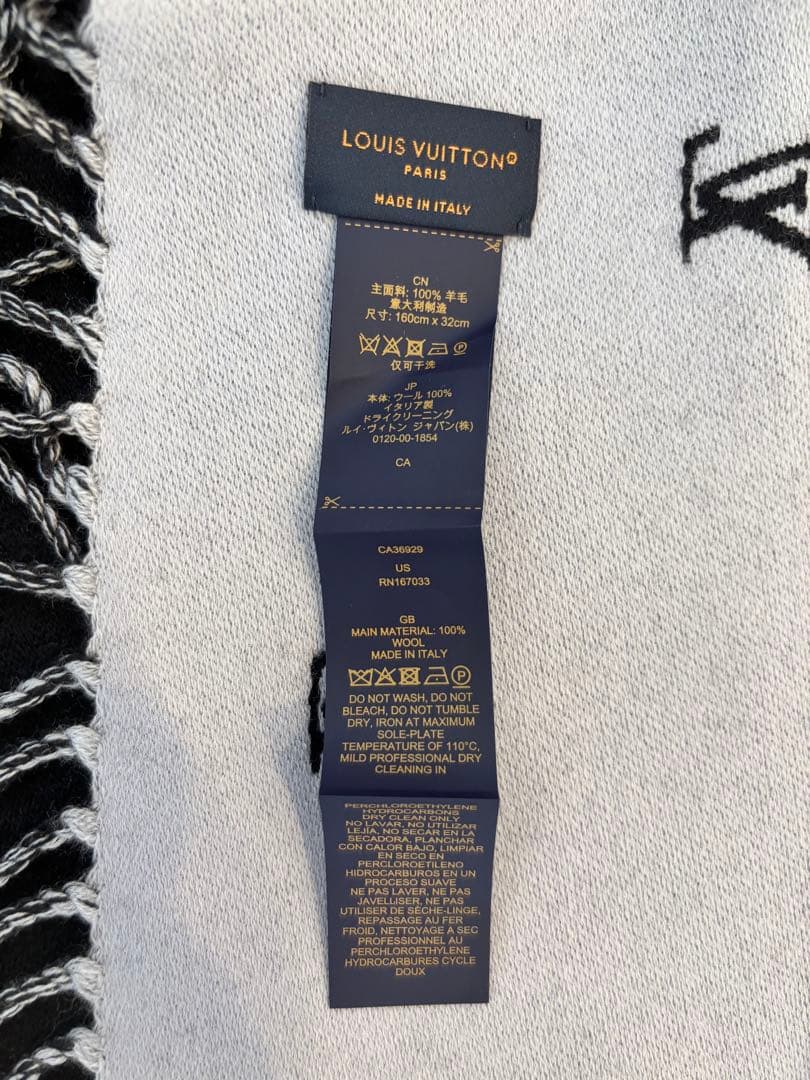 LOUIS VUITTON®
PARIS
MADE IN ITALY
CN
主面料: 100% 羊毛
意大利制造
尺寸: 160cm x 32cm
P
仅可干洗
JP
本体: ウール 100%
イタリア製
ドライクリーニング
ルイ・ヴィトン ジャパン(株)
0120-00-1854
CA
CA36929
US
RN167033
GB
MAIN MATERIAL: 100%
WOOL
MADE IN ITALY
P
DO NOT WASH, DO NOT
BLEACH, DO NOT TUMBLE
DRY, IRON AT MAXIMUM
SOLE-PLATE
TEMPERATURE OF 110°C,
MILD PROFESSIONAL DRY
CLEANING IN
PERCHLOROETHYLENE
HYDROCARBONS
DRY CLEAN ONLY
NO LAVAR, NO UTILIZAR
LEJÍA, NO SECAR EN LA
SECADORA, PLANCHAR
CON CALOR BAJO, LIMPIAR
EN SECO EN
PERCLOROETILENO
HIDROCARBUROS EN UN
PROCESO SUAVE
NE PAS LAVER, NE PAS
JAVELLISER, NE PAS
UTILISER DE SÈCHE-LINGE,
REPASSAGE AU FER
FROID, NETTOYAGE A SEC
PROFESSIONNEL AU
PERCHLOROETHYLENE
HYDROCARBURES CYCLE
DOUX